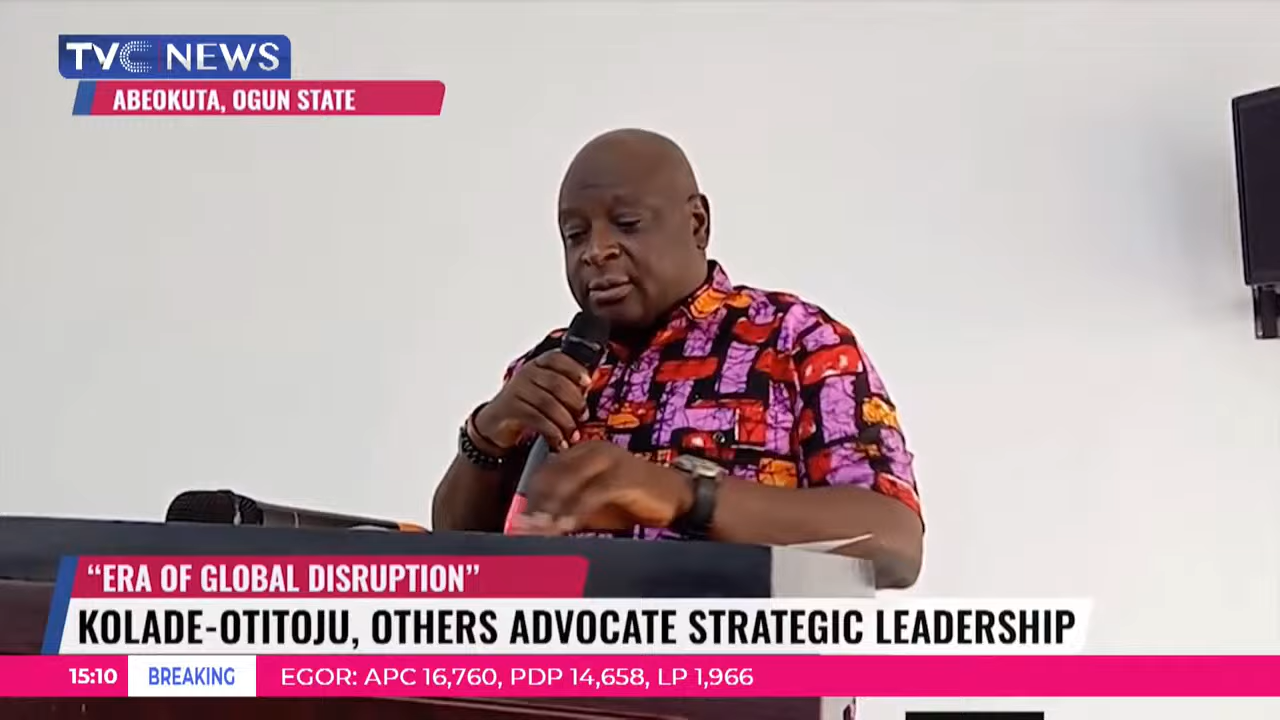 TVC NEWS
ABEOKUTA, OGUN STATE
“ERA OF GLOBAL DISRUPTION”
KOLADE-OTITOJU, OTHERS ADVOCATE STRATEGIC LEADERSHIP
15:10 BREAKING EGOR: APC 16,760, PDP 14,658, LP 1,966